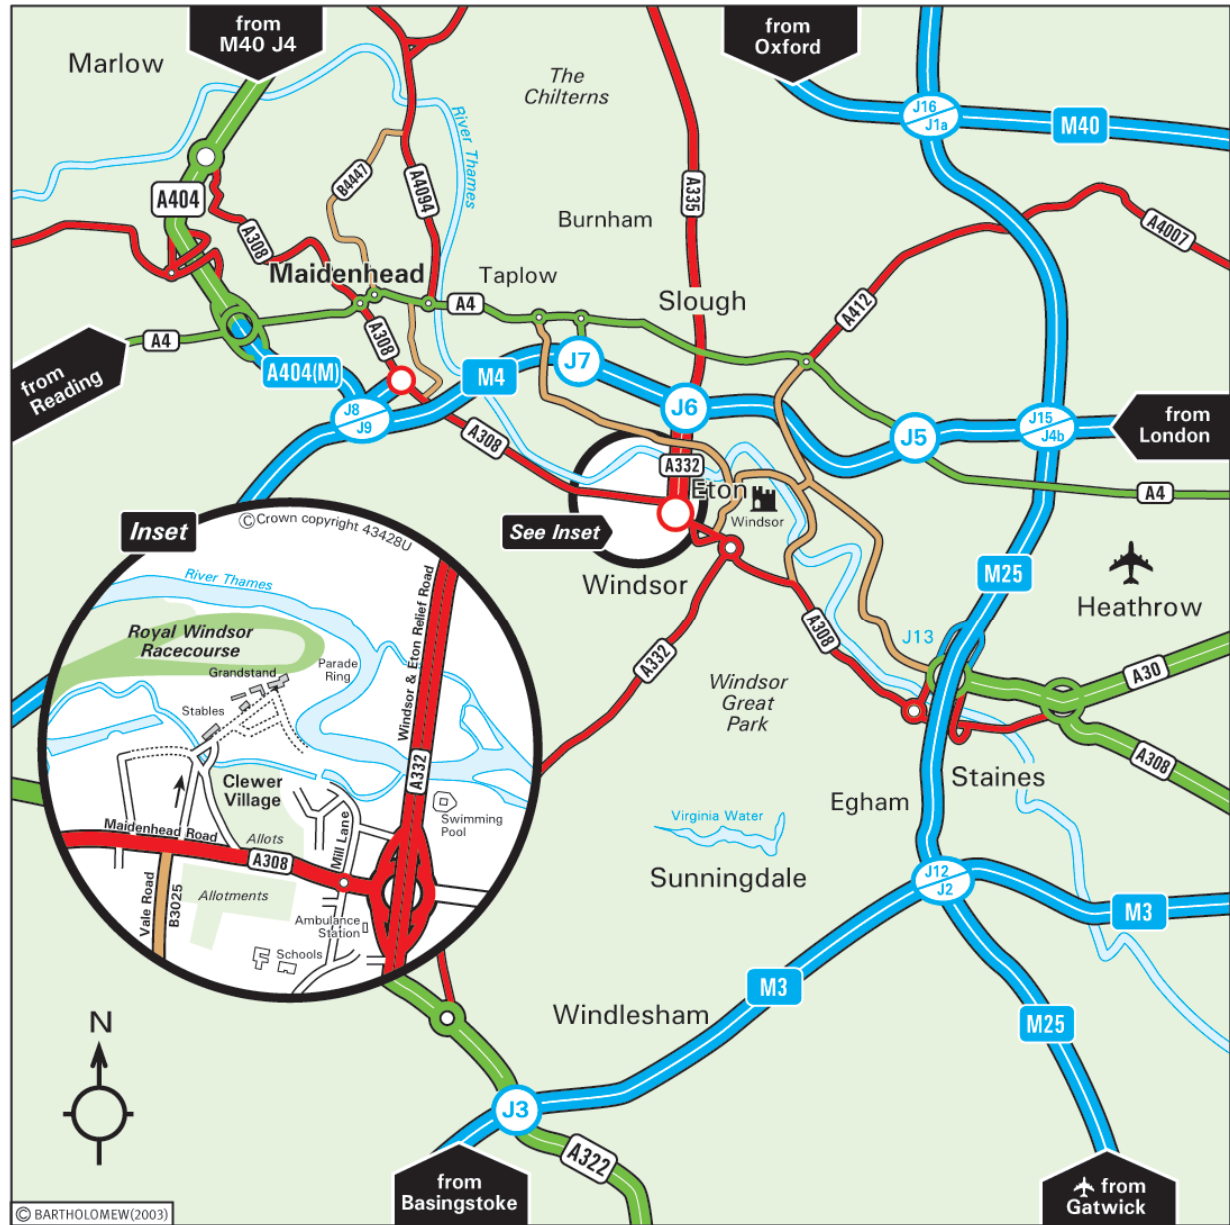 from
M40 J4
from
Oxford
Marlow
The
Chilterns
River Thames
J16
J1a
M40
A404
B4447
A4094
A335
A308
Burnham
A4007
Maidenhead
Taplow
Slough
A4
A412
A4
A308
from
Reading
A404(M)
M4
J7
J6
J8
J9
J5
J15
J4b
from
London
A308
A332
Eton
A4
Windsor
See Inset
Inset
©Crown copyright 43428U
Windsor
M25
Heathrow
River Thames
Royal Windsor
Racecourse
Grandstand
Parade
Ring
Stables
Windsor & Eton Relief Road
A332
Clewer
Village
Swimming
Pool
Maidenhead Road
Allots
A308
Mill Lane
Vale Road
B3025
Allotments
Ambulance
Station
Schools
A308
J13
A332
A30
Windsor
Great
Park
A308
Staines
Egham
Virginia Water
Sunningdale
J12
J2
M3
M3
Windlesham
M25
N
J3
A322
from
Basingstoke
from
Gatwick
© BARTHOLOMEW(2003)